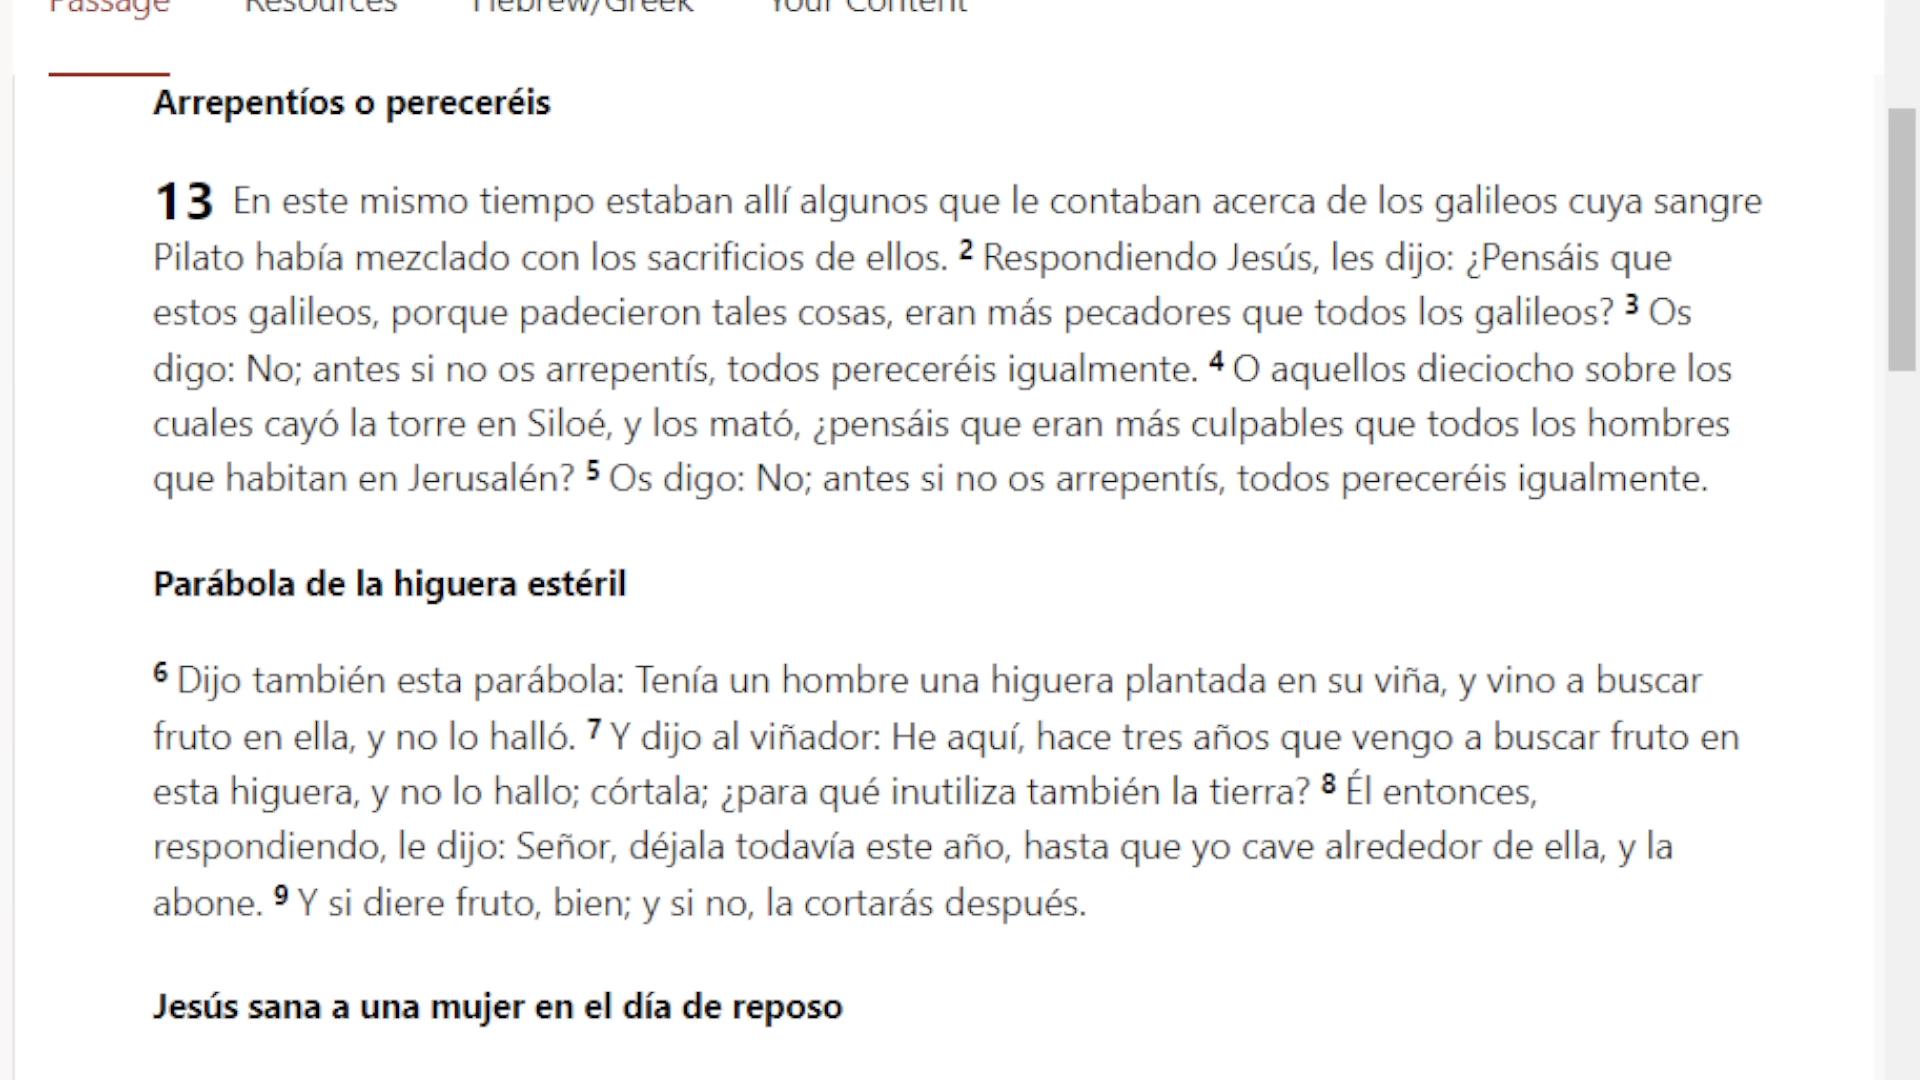 Passage Resources Hebrew/Greek Your Content
Arrepentíos o pereceréis
13 En este mismo tiempo estaban allí algunos que le contaban acerca de los galileos cuya sangre
Pilato había mezclado con los sacrificios de ellos. 2 Respondiendo Jesús, les dijo: ¿Pensáis que
estos galileos, porque padecieron tales cosas, eran más pecadores que todos los galileos? 3 Os
digo: No; antes si no os arrepentís, todos pereceréis igualmente. 4 O aquellos dieciocho sobre los
cuales cayó la torre en Siloé, y los mató, ¿pensáis que eran más culpables que todos los hombres
que habitan en Jerusalén? 5 Os digo: No; antes si no os arrepentís, todos pereceréis igualmente.
Parábola de la higuera estéril
6 Dijo también esta parábola: Tenía un hombre una higuera plantada en su viña, y vino a buscar
fruto en ella, y no lo halló. 7 Y dijo al viñador: He aquí, hace tres años que vengo a buscar fruto en
esta higuera, y no lo hallo; córtala; ¿para qué inutiliza también la tierra? 8 Él entonces,
respondiendo, le dijo: Señor, déjala todavía este año, hasta que yo cave alrededor de ella, y la
abone. 9 Y si diere fruto, bien; y si no, la cortarás después.
Jesús sana a una mujer en el día de reposo